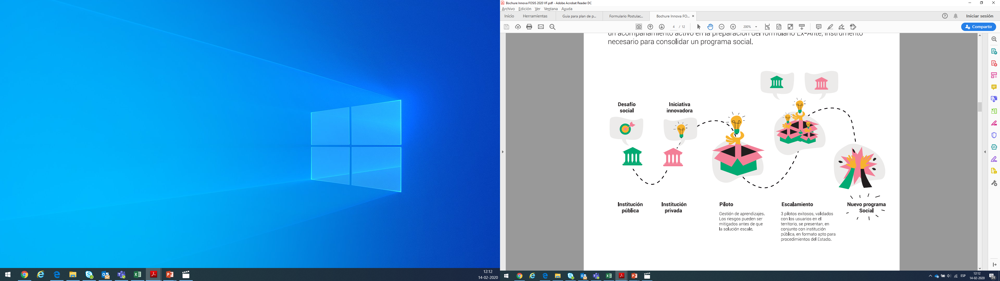 12:12
14-02-2020
Bochure Innova FOSIS 2020 VF.pdf - Adobe Acrobat Reader DC
Archivo Edición Ver Ventana Ayuda
Inicio Herramientas Guia para plan de p... Formulario Postulac... Bochure Innova FO... ×
Iniciar sesión
4 / 12
200%
Compartir
un acompañamiento activo en la preparación del formulario Ex-Ante, instrumento
necesario para consolidar un programa social.
Desafío
social
Iniciativa
innovadora
Institución
pública
Institución
privada
Piloto
Gestión de aprendizajes.
Los riesgos pueden ser
mitigados antes de que
la solución escale.
Escalamiento
3 pilotos exitosos, validados
con los usuarios en el
territorio, se presentan, en
conjunto con institución
pública, en formato apto para
procedimientos del Estado.
Nuevo programa
Social
ESP
12:12
14-02-2020
28